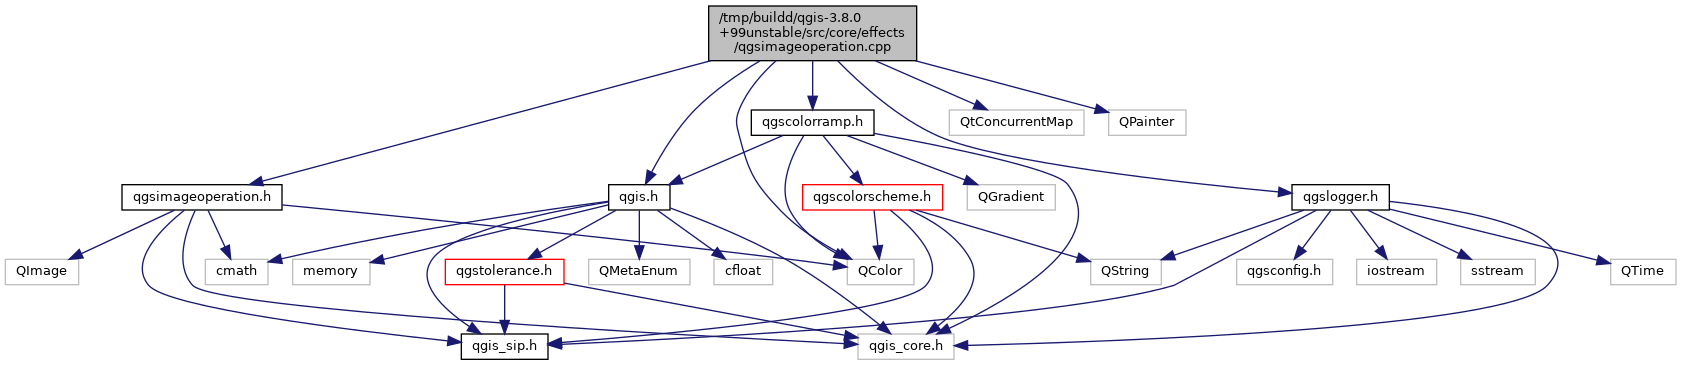 /tmp/buildd/qgis-3.8.0
+99unstable/src/core/effects
/qgsimageoperation.cpp
qgscolorramp.h
QtConcurrentMap
QPainter
qgsimageoperation.h
qgis.h
qgscolorscheme.h
QGradient
qgslogger.h
QImage
cmath
memory
qgstolerance.h
QMetaEnum
cfloat
QColor
QString
qgsconfig.h
iostream
sstream
QTime
qgis_sip.h
qgis_core.h